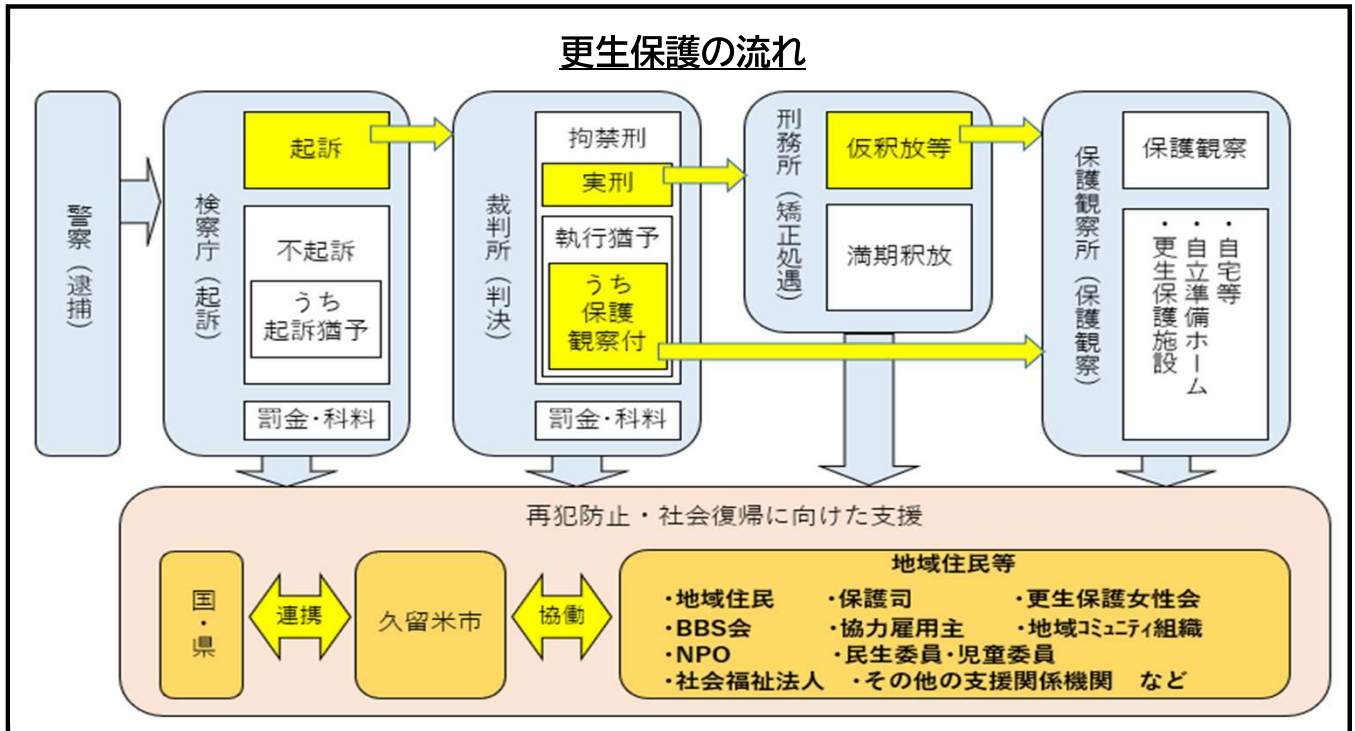 更生保護の流れ
警察（逮捕）
検察庁（起訴）
起訴
不起訴
うち
起訴猶予
罰金・科料
裁判所（判決）
拘禁刑
実刑
執行猶予
うち
保護
観察付
罰金・科料
刑務所（矯正処遇）
仮釈放等
満期釈放
保護観察所（保護観察）
保護観察
・自宅等
・自立準備ホーム
・更生保護施設
再犯防止・社会復帰に向けた支援
国・県
連携
久留米市
協働
地域住民等
・地域住民 ・保護司 ・更生保護女性会
・BBS会 ・協力雇用主 ・地域コミュニティ組織
・NPO ・民生委員・児童委員
・社会福祉法人 ・その他の支援関係機関 など